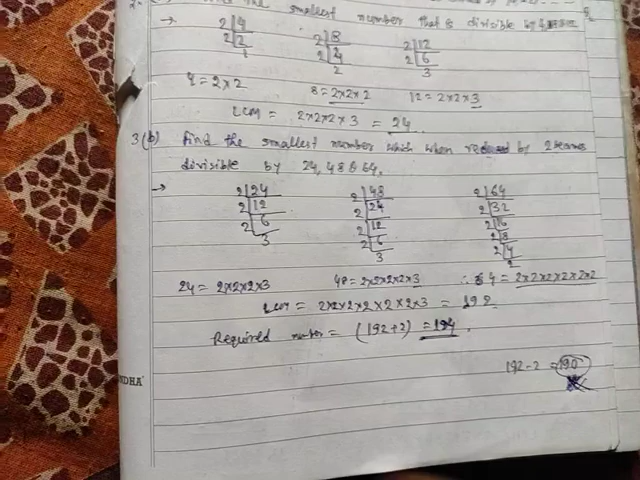 smallest number that is divisible by 4,
2 4 2 8 2 12
2 2 2 4 2 6
1 2 3
4 = 2×2 8 = 2×2×2 12 = 2×2×3
LCM = 2×2×2×3 = 24
3(b) find the smallest number which when by 2 becomes
divisible by 24, 48 & 64,
→ 2 24 2 48 2 64
2 12 2 24 2 32
2 6 2 12 2 16
3 2 6 2 8
3 2 4
2
24 = 2×2×2×3 48 = 2×2×2×2×3 ∴ 64 = 2×2×2×2×2×2
LCM = 2×2×2×2×2×2×3 = 192
Required number = (192+2) = 194.
192-2 = 190